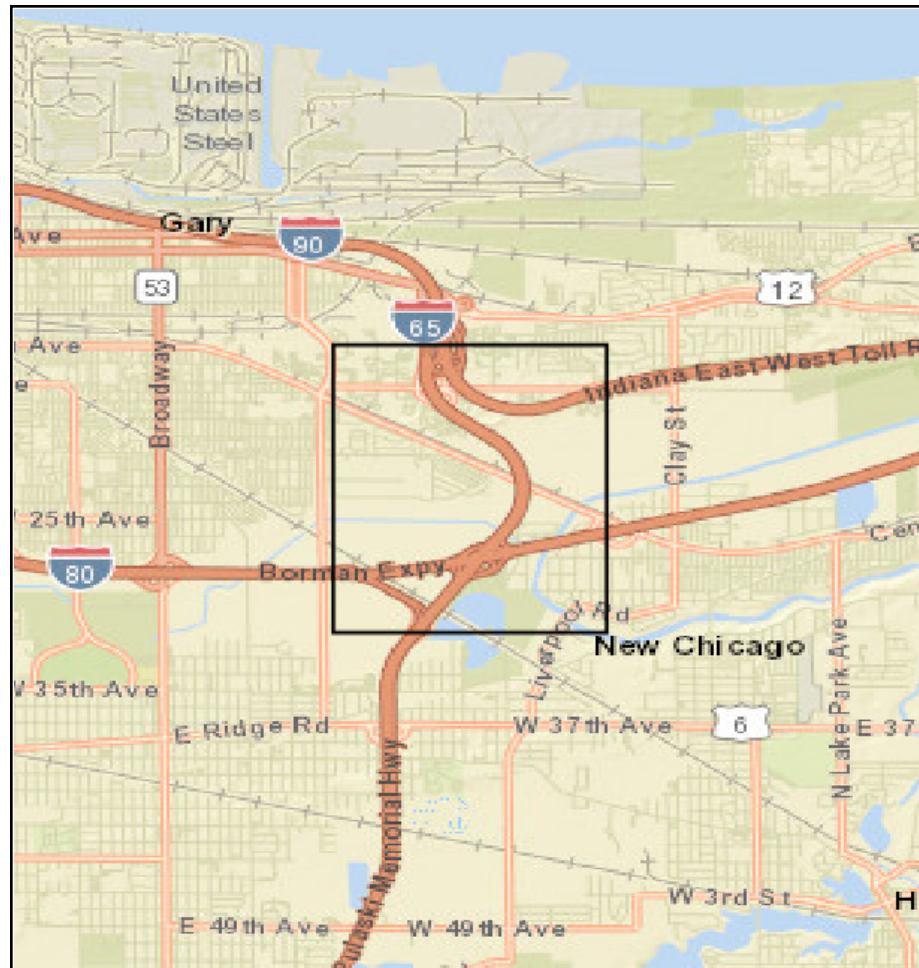 United
States
Steel
Gary
Ave
90
53
12
65
Ave
Broadway
Indiana East West Toll
Clay St
W 25th Ave
80
Borman Expy
Cen
Liverpool Rd
New Chicago
W 35th Ave
E Ridge Rd
W 37th Ave
6
E 37
N Lake Park Ave
Pulaski Memorial Hwy
W 3rd St
H
E 49th Ave
W 49th Ave